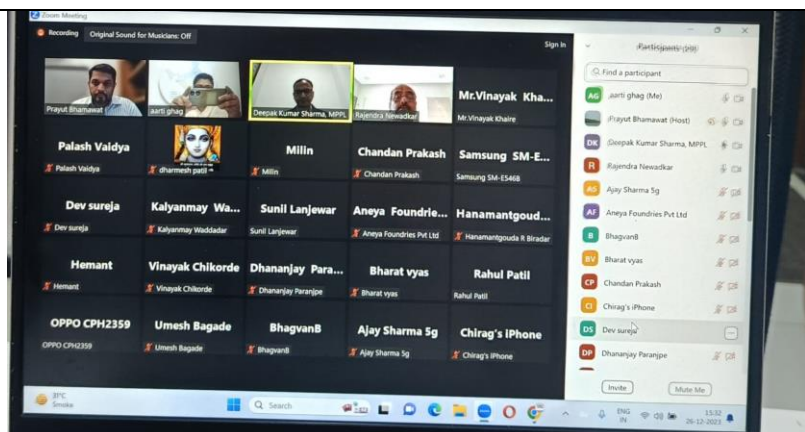 Zoom Meeting
Recording Original Sound for Musicians: Off
Sign In
Prayut Bhamawat
aarti ghag
Deepak Kumar Sharma, MPPL
Rajendra Newadkar
Mr.Vinayak Kha...
Mr.Vinayak Khaire
Palash Vaidya
Palash Vaidya
dharmesh patil
Milin
Milin
Chandan Prakash
Chandan Prakash
Samsung SM-E...
Samsung SM-E546B
Dev sureja
Dev sureja
Kalyanmay Wa...
Kalyanmay Waddadar
Sunil Lanjewar
Sunil Lanjewar
Aneya Foundrie...
Aneya Foundries Pvt Ltd
Hanamantgoud...
Hanamantgouda R Biradar
Hemant
Hemant
Vinayak Chikorde
Vinayak Chikorde
Dhananjay Para...
Dhananjay Paranjpe
Bharat vyas
Bharat vyas
Rahul Patil
Rahul Patil
OPPO CPH2359
OPPO CPH2359
Umesh Bagade
Umesh Bagade
BhagvanB
BhagvanB
Ajay Sharma 5g
Ajay Sharma 5g
Chirag's iPhone
Chirag's iPhone
Find a participant
AG aarti ghag (Me)
Prayut Bhamawat (Host)
DK Deepak Kumar Sharma, MPPL
R Rajendra Newadkar
AS Ajay Sharma 5g
AF Aneya Foundries Pvt Ltd
B BhagvanB
BV Bharat vyas
CP Chandan Prakash
CI Chirag's iPhone
DS Dev sureja
DP Dhananjay Paranjpe
Invite Mute Me
31°C
Smoke
Search
ENG
IN
15:32
26-12-2023